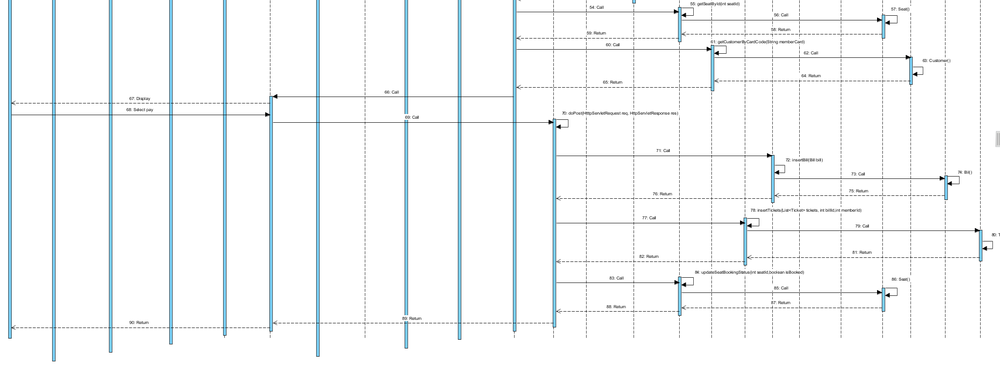 54: Call
55: getSeatById(int seatId)
56: Call
57: Seat()
58: Return
59: Return
60: Call
61: getCustomerByCardCode(String memberCard)
62: Call
63: Customer()
64: Return
65: Return
66: Call
67: Display
68: Select pay
69: Call
70: doPost(HtttpServletRequest req, HttpServletResponse res)
71: Call
72: insertBill(Bill bill)
73: Call
74: Bil()
75: Return
76: Return
77: Call
78: insertTickets(List<Ticket> tickets, int billId,int memberId)
79: Call
80: T
81: Return
82: Return
83: Call
84: updateSeatBookingStatus(int seatId,boolean isBooked)
85: Call
86: Seat()
87: Return
88: Return
89: Return
90: Return